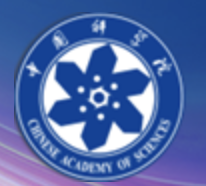 中国科学院
CHINESE ACADEMY OF SCIENCES